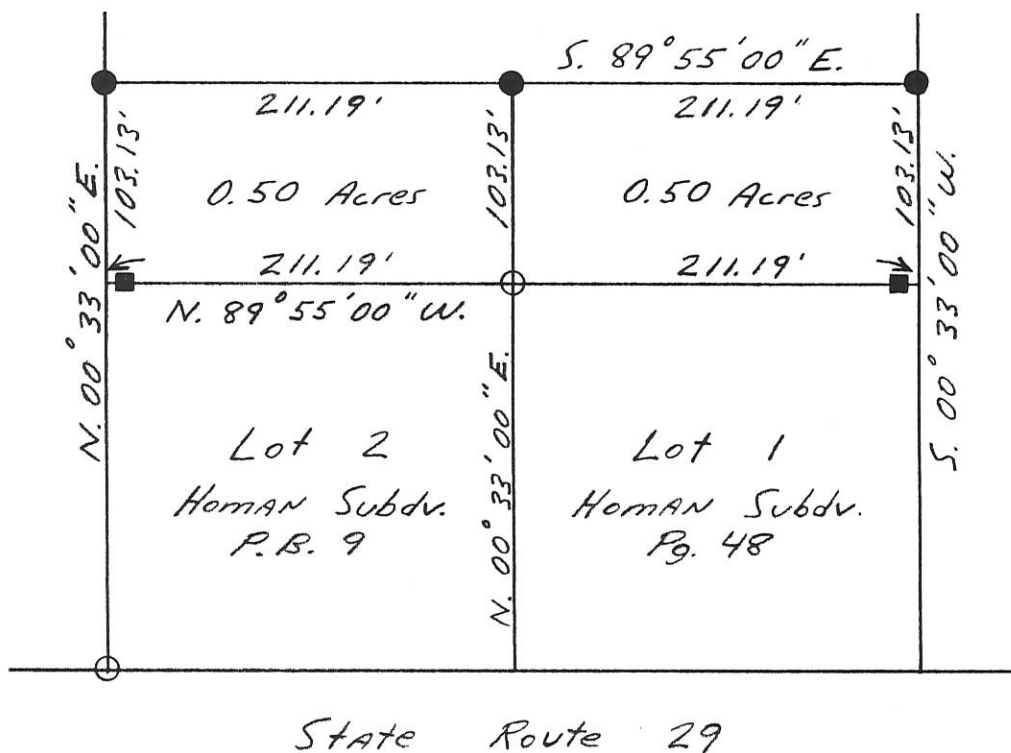 S. 89° 55' 00" E.
211.19'
211.19'
103.13'
103.13'
103.13'
0.50 Acres
0.50 Acres
N. 00° 33' 00" E.
211.19'
211.19'
S. 00° 33' 00" W.
N. 89° 55' 00" W.
N. 00° 33' 00" E.
Lot 2
Homan Subdv.
P.B. 9
Lot 1
Homan Subdv.
Pg. 48
State Route 29